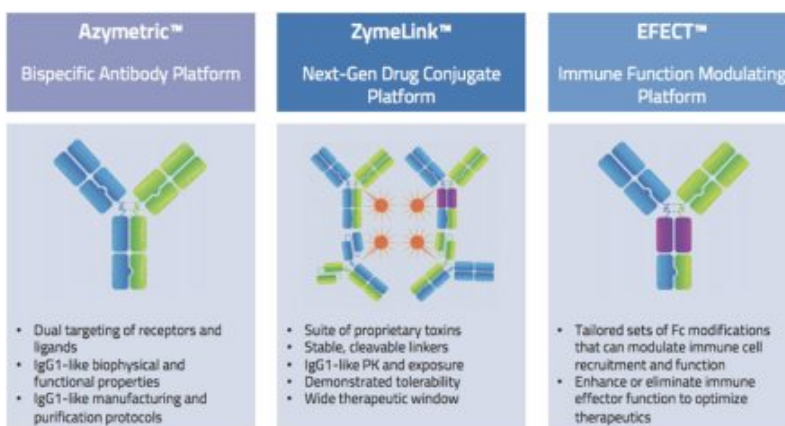 Azymetric™
Bispecific Antibody Platform
• Dual targeting of receptors and
ligands
• IgG1-like biophysical and
functional properties
• IgG1-like manufacturing and
purification protocols
ZymeLink™
Next-Gen Drug Conjugate
Platform
• Suite of proprietary toxins
• Stable, cleavable linkers
• IgG1-like PK and exposure
• Demonstrated tolerability
• Wide therapeutic window
EFECT™
Immune Function Modulating
Platform
• Tailored sets of Fc modifications
that can modulate immune cell
recruitment and function
• Enhance or eliminate immune
effector function to optimize
therapeutics